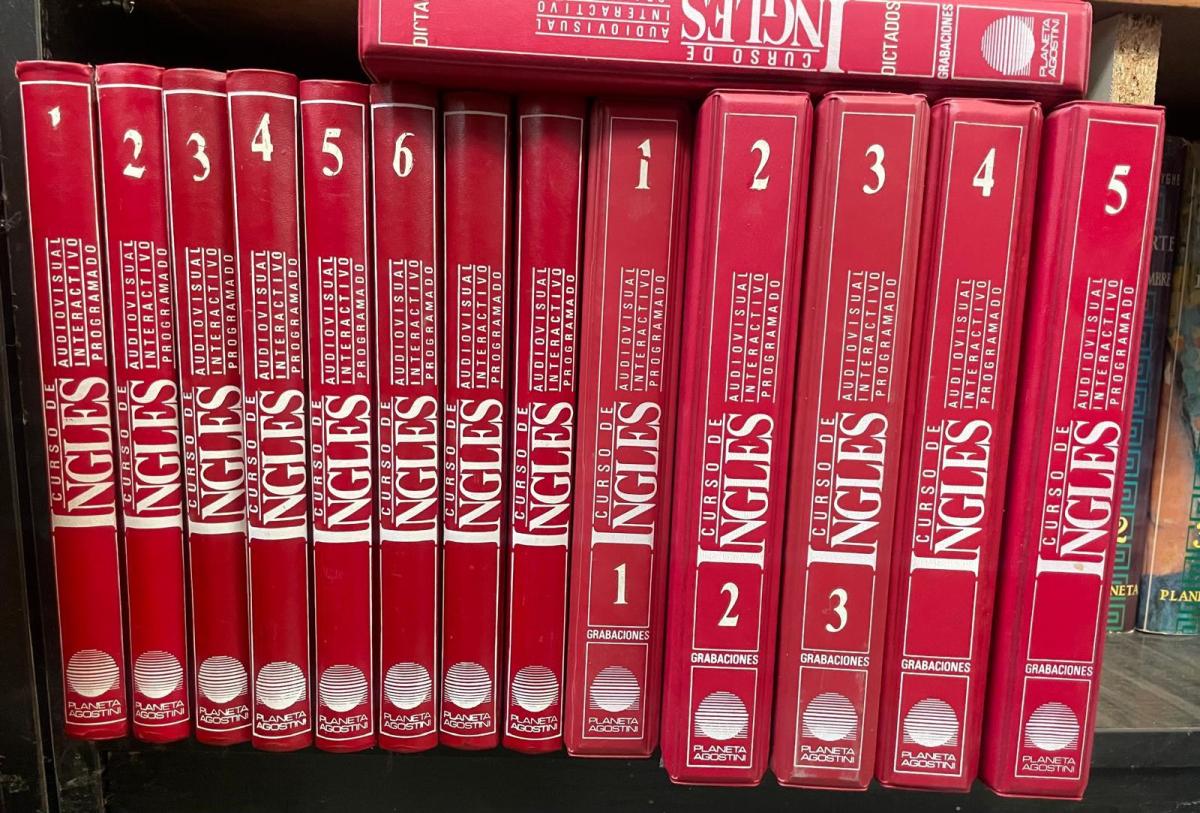 DICTA
AUDIOVISUA
INTERACTIVO
CURSO DE
INGLES
DICTADOS
GRABACIONES
PLANETA
AGOSTINI
1
AUDIOVISUAL
INTERACTIVO
PROGRAMADO
CURSO DE
INGLES
PLANETA
AGOSTINI
2
AUDIOVISUAL
INTERACTIVO
PROGRAMADO
CURSO DE
INGLES
PLANETA
AGOSTINI
3
AUDIOVISUAL
INTERACTIVO
PROGRAMADO
CURSO DE
INGLES
PLANETA
AGOSTINI
4
AUDIOVISUAL
INTERACTIVO
PROGRAMADO
CURSO DE
INGLES
PLANETA
AGOSTINI
5
AUDIOVISUAL
INTERACTIVO
PROGRAMADO
CURSO DE
INGLES
PLANETA
AGOSTINI
6
AUDIOVISUAL
INTERACTIVO
PROGRAMADO
CURSO DE
INGLES
PLANETA
AGOSTINI
AUDIOVISUAL
INTERACTIVO
PROGRAMADO
CURSO DE
INGLES
PLANETA
AGOSTINI
AUDIOVISUAL
INTERACTIVO
PROGRAMADO
CURSO DE
INGLES
PLANETA
AGOSTINI
1
AUDIOVISUAL
INTERACTIVO
PROGRAMADO
CURSO DE
INGLES
1
GRABACIONES
PLANETA
AGOSTINI
2
AUDIOVISUAL
INTERACTIVO
PROGRAMADO
CURSO DE
INGLES
2
GRABACIONES
PLANETA
AGOSTINI
3
AUDIOVISUAL
INTERACTIVO
PROGRAMADO
CURSO DE
INGLES
3
GRABACIONES
PLANETA
AGOSTINI
4
AUDIOVISUAL
INTERACTIVO
PROGRAMADO
CURSO DE
INGLES
GRABACIONES
PLANETA
AGOSTINI
5
AUDIOVISUAL
INTERACTIVO
PROGRAMADO
CURSO DE
INGLES
GRABACIONES
PLANETA
AGOSTINI
2
NETA
PLAN